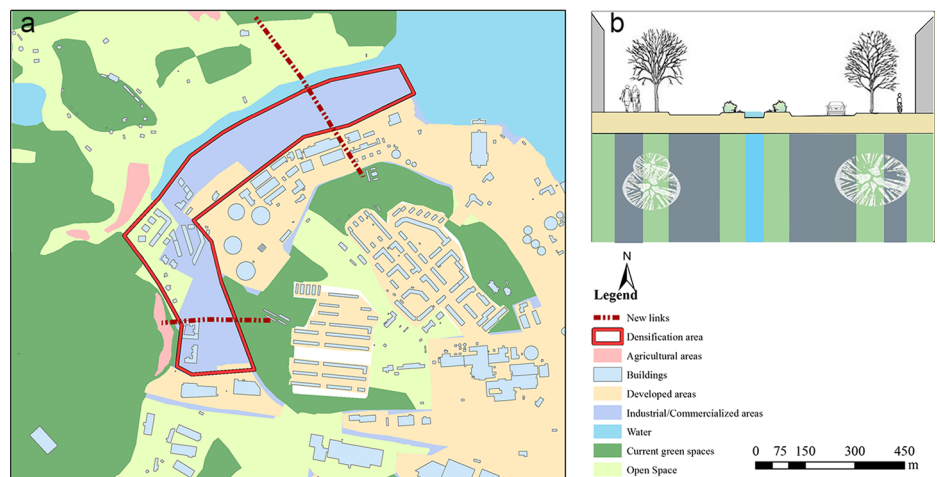 a
b
N
Legend
New links
Densification area
Agricultural areas
Buildings
Developed areas
Industrial/Commercialized areas
Water
Current green spaces
Open Space
0 75 150 300 450
m